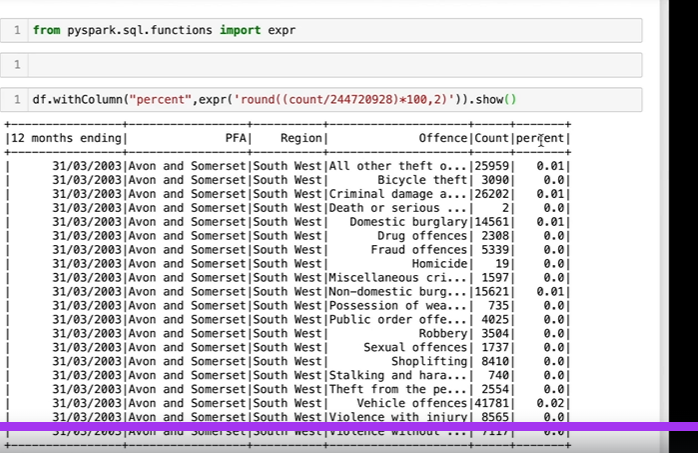 1 from pyspark.sql.functions import expr
1
1 df.withColumn("percent",expr('round((count/244720928)*100,2)')).show()
+---------------+------------------+----------+--------------------+-----+-------+
|12 months ending| PFA| Region| Offence|Count|percent|
+---------------+------------------+----------+--------------------+-----+-------+
| 31/03/2003|Avon and Somerset|South West|All other theft o...|25959| 0.01|
| 31/03/2003|Avon and Somerset|South West| Bicycle theft| 3090| 0.0|
| 31/03/2003|Avon and Somerset|South West|Criminal damage a...|26202| 0.01|
| 31/03/2003|Avon and Somerset|South West|Death or serious ...| 2| 0.0|
| 31/03/2003|Avon and Somerset|South West| Domestic burglary|14561| 0.01|
| 31/03/2003|Avon and Somerset|South West| Drug offences| 2308| 0.0|
| 31/03/2003|Avon and Somerset|South West| Fraud offences| 5339| 0.0|
| 31/03/2003|Avon and Somerset|South West| Homicide| 19| 0.0|
| 31/03/2003|Avon and Somerset|South West|Miscellaneous cri...| 1597| 0.0|
| 31/03/2003|Avon and Somerset|South West|Non-domestic burg...|15621| 0.01|
| 31/03/2003|Avon and Somerset|South West|Possession of wea...| 735| 0.0|
| 31/03/2003|Avon and Somerset|South West|Public order offe...| 4025| 0.0|
| 31/03/2003|Avon and Somerset|South West| Robbery| 3504| 0.0|
| 31/03/2003|Avon and Somerset|South West| Sexual offences| 1737| 0.0|
| 31/03/2003|Avon and Somerset|South West| Shoplifting| 8410| 0.0|
| 31/03/2003|Avon and Somerset|South West|Stalking and hara...| 740| 0.0|
| 31/03/2003|Avon and Somerset|South West|Theft from the pe...| 2554| 0.0|
| 31/03/2003|Avon and Somerset|South West| Vehicle offences|41781| 0.02|
| 31/03/2003|Avon and Somerset|South West|Violence with injury| 8565| 0.0|
| 31/03/2003|Avon and Somerset|South West|Violence without ...| 7117| 0.0|
+---------------+------------------+----------+--------------------+-----+-------+